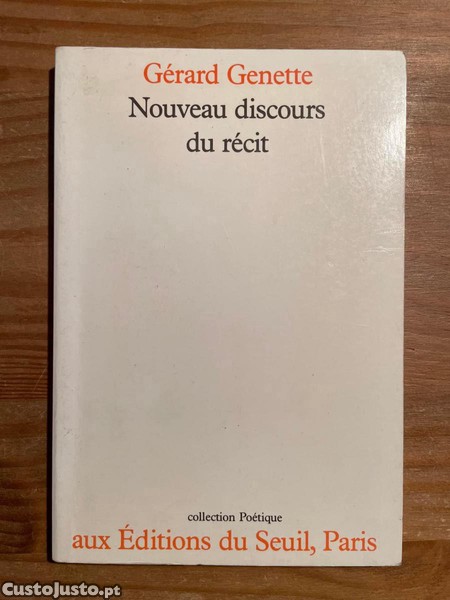 Gérard Genette
Nouveau discours
du récit
collection Poétique
aux Éditions du Seuil, Paris
CustoJusto.pt